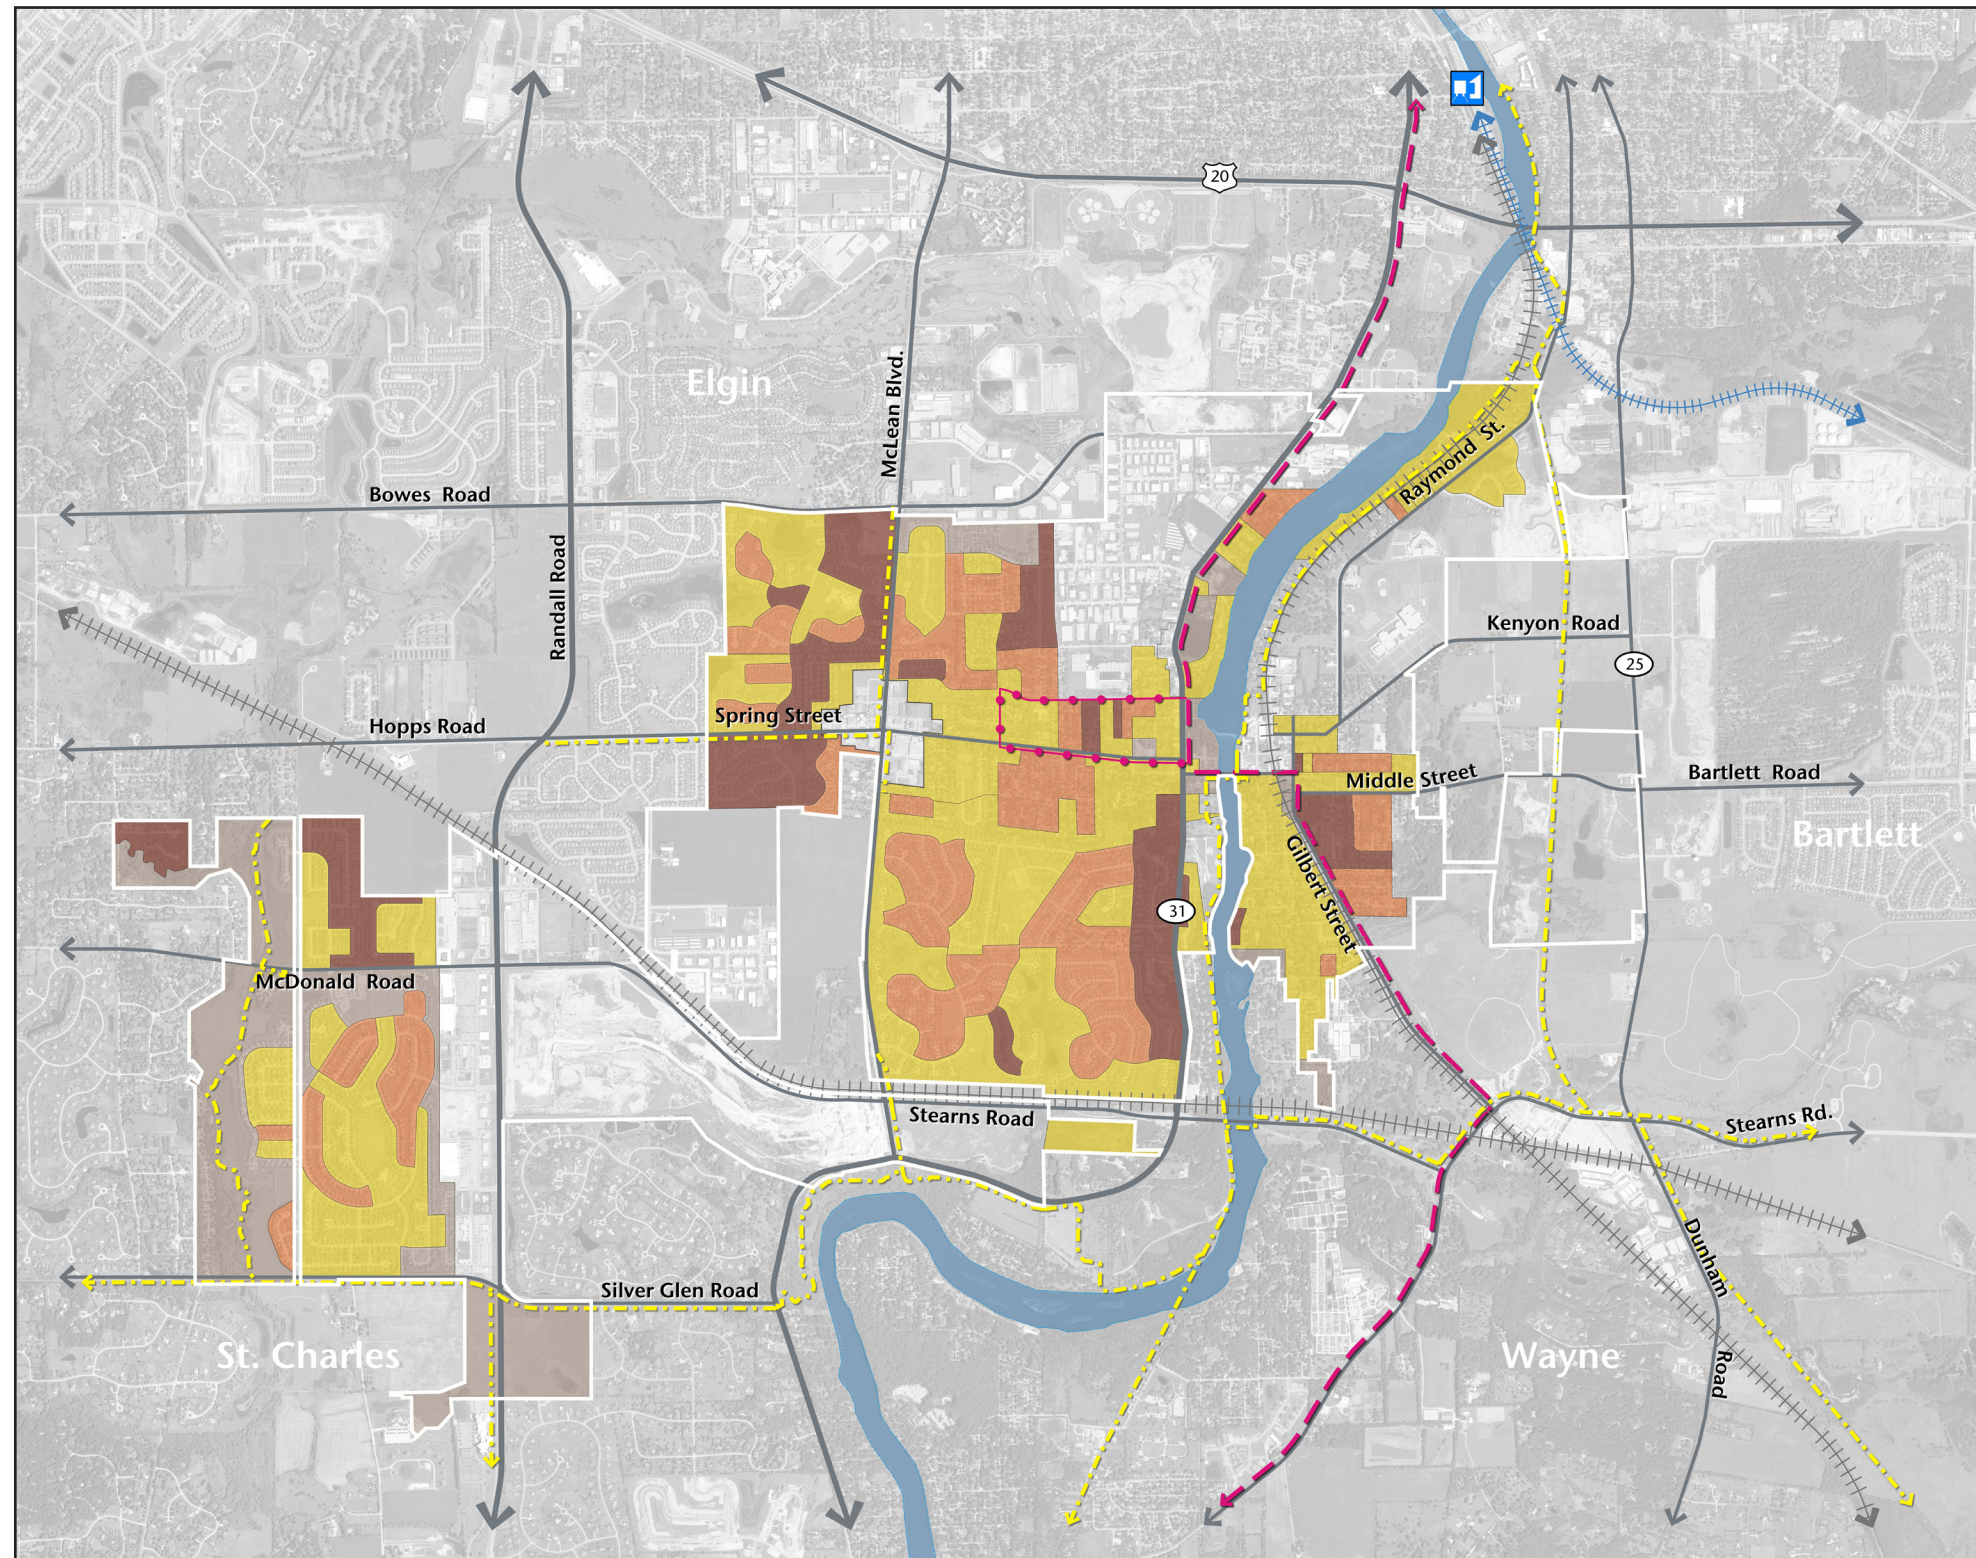 20
Elgin
McLean Blvd.
Raymond St.
Bowes Road
Randall Road
Kenyon Road
25
Spring Street
Hopps Road
Middle Street
Bartlett Road
Bartlett
Gilbert Street
31
McDonald Road
Stearns Road
Stearns Rd.
Dunham
Road
Silver Glen Road
St. Charles
Wayne